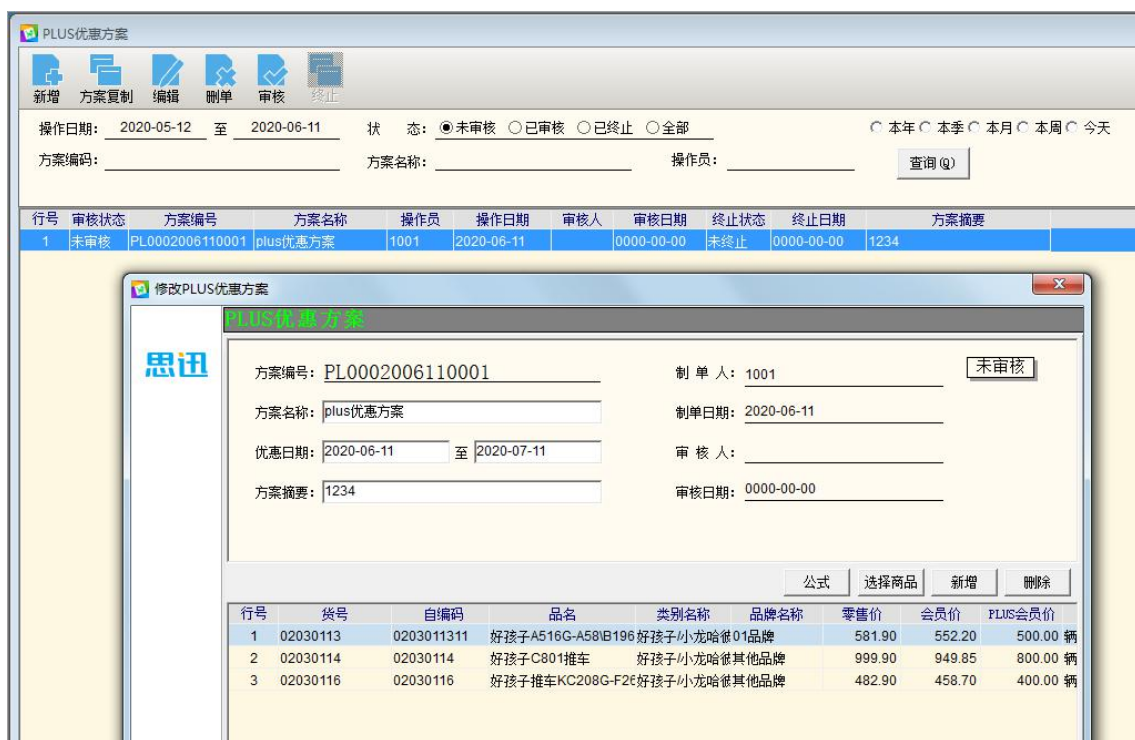 PLUS优惠方案
新增 方案复制 编辑 删单 审核 终止
操作日期： 2020-05-12 至 2020-06-11 状 态： 未审核 已审核 已终止 全部 本年 本季 本月 本周 今天
方案编码： 方案名称： 操作员： 查询(Q)
行号 审核状态 方案编号 方案名称 操作员 操作日期 审核人 审核日期 终止状态 终止日期 方案摘要
1 未审核 PL0002006110001 plus优惠方案 1001 2020-06-11 0000-00-00 未终止 0000-00-00 1234
修改PLUS优惠方案
PLUS优惠方案
思迅
方案编号： PL0002006110001 制 单 人： 1001 未审核
方案名称： plus优惠方案 制单日期： 2020-06-11
优惠日期： 2020-06-11 至 2020-07-11 审 核 人：
方案摘要： 1234 审核日期： 0000-00-00
公式 选择商品 新增 删除
行号 货号 自编码 品名 类别名称 品牌名称 零售价 会员价 PLUS会员价
1 02030113 0203011311 好孩子A516G-A58\B196 好孩子/小龙哈彼 01品牌 581.90 552.20 500.00 辆
2 02030114 02030114 好孩子C801推车 好孩子/小龙哈彼 其他品牌 999.90 949.85 800.00 辆
3 02030116 02030116 好孩子推车KC208G-F26 好孩子/小龙哈彼 其他品牌 482.90 458.70 400.00 辆